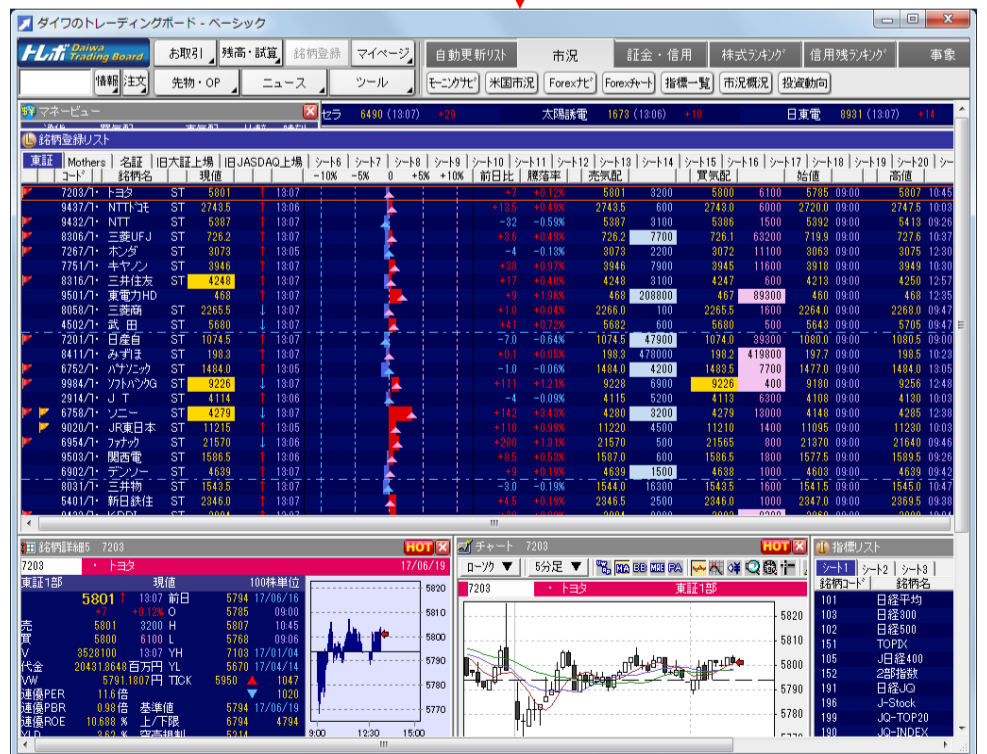 ダイワのトレーディングボード - ベーシック
トレボ Daiwa Trading Board お取引 残高・試算 銘柄登録 マイページ 自動更新リスト 市況 証金・信用 株式ランキング 信用残ランキング 事象
情報 注文 先物・OP ニュース ツール モーニングナビ 米国市況 Forexナビ Forexチャート 指標一覧 市況概況 投資動向
マネービュー セラ 6490 (13:07) +29 太陽誘電 1673 (13:06) +10 日東電 8931 (13:07) +14
銘柄登録リスト
東証 Mothers 名証 旧大証上場 旧JASDAQ上場 シート6 シート7 シート8 シート9 シート10 シート11 シート12 シート13 シート14 シート15 シート16 シート17 シート18 シート19 シート20
コード 銘柄名 現値 -10% -5% 0 +5% +10% 前日比 騰落率 売気配 買気配 始値 高値
7203/1・ トヨタ ST 5801 ↑ 13:07 +7 +0.12% 5801 3200 5800 6100 5785 09:00 5807 10:45
9437/1・ NTTドコモ ST 2743.5 ↑ 13:06 +13.5 +0.49% 2743.5 600 2743.0 6000 2720.0 09:00 2747.5 10:03
9432/1・ NTT ST 5387 ↑ 13:07 -32 -0.59% 5387 3100 5386 1500 5392 09:00 5413 09:26
8306/1・ 三菱UFJ ST 726.2 ↑ 13:07 +3.6 +0.49% 726.2 7700 726.1 63200 719.9 09:00 727.6 10:37
7267/1・ ホンダ ST 3073 ↑ 13:05 -4 -0.13% 3073 2200 3072 11100 3063 09:00 3075 12:30
7751/1・ キヤノン ST 3946 ↑ 13:07 +38 +0.97% 3946 7900 3945 11600 3918 09:00 3949 10:30
8316/1・ 三井住友 ST 4248 ↑ 13:07 +17 +0.40% 4248 3100 4247 600 4213 09:00 4250 12:57
9501/1・ 東電力HD 468 ↑ 13:07 +9 +1.96% 468 208800 467 89300 460 09:00 468 12:35
8058/1・ 三菱商 ST 2265.5 ↓ 13:07 +1.0 +0.04% 2266.0 100 2265.5 1600 2264.0 09:00 2268.0 09:47
4502/1・ 武 田 ST 5680 ↓ 13:07 +41 +0.72% 5682 600 5680 500 5643 09:00 5705 09:47
7201/1・ 日産自 ST 1074.5 ↑ 13:07 -7.0 -0.64% 1074.5 47900 1074.0 39300 1080.0 09:00 1080.5 09:00
8411/1・ みずほ ST 198.3 ↑ 13:07 +0.1 +0.05% 198.3 478000 198.2 419800 197.7 09:00 198.5 10:23
6752/1・ パナソニック ST 1484.0 ↑ 13:05 -1.0 -0.06% 1484.0 4200 1483.5 7700 1477.0 09:00 1484.0 13:05
9984/1・ ソフトバンクG ST 9226 ↓ 13:07 +111 +1.21% 9228 6900 9226 400 9180 09:00 9256 12:48
2914/1・ J T ST 4114 ↑ 13:06 -4 -0.09% 4115 5200 4113 6300 4108 09:00 4130 10:03
6758/1・ ソニー ST 4279 ↓ 13:07 +142 +3.43% 4280 3200 4279 13000 4148 09:00 4285 12:38
9020/1・ JR東日本 ST 11215 ↑ 13:05 +110 +0.99% 11220 4500 11210 1400 11095 09:00 11230 10:03
6954/1・ ファナック ST 21570 ↓ 13:06 +280 +1.31% 21570 500 21565 800 21370 09:00 21640 09:46
9503/1・ 関西電 ST 1586.5 ↑ 13:06 +8.5 +0.53% 1587.0 600 1586.5 1800 1577.5 09:00 1589.5 09:26
6902/1・ デンソー ST 4639 ↑ 13:07 +9 +0.19% 4639 1500 4638 1000 4603 09:00 4639 09:42
8031/1・ 三井物 ST 1543.5 ↑ 13:07 -3.0 -0.19% 1544.0 16300 1543.5 1600 1541.5 09:00 1545.0 10:47
5401/1・ 新日鉄住 ST 2346.0 ↑ 13:07 +4.5 +0.19% 2346.5 2500 2346.0 1000 2347.0 09:00 2369.5 09:38
銘柄詳細5 7203 HOT
7203 ・ トヨタ 17/06/19
東証1部 現値 100株単位
5801 ↑ 13:07 前日 5794 17/06/16
+7 +0.12% O 5785 09:00
売 5801 3200 H 5807 10:45
買 5800 6100 L 5768 09:06
V 3528100 13:07 YH 7103 17/01/04
代金 20431.8648 百万円 YL 5670 17/04/14
VW 5791.1807円 TICK 5950 ▲ 1047
連優PER 11.6倍 ▼ 1020
連優PBR 0.98倍 基準値 5794 17/06/19
連優ROE 10.688 % 上/下限 6794 4794
5820
5810
5800
5790
5780
5770
9:00 12:30 15:00
チャート 7203 HOT
ローソク ▼ 5分足 ▼ MA BB MAE PA
7203 ・ トヨタ 東証1部
5820
5810
5800
5790
5780
指標リスト
シート1 シート2 シート3
銘柄コード 銘柄名
101 日経平均
103 日経300
102 日経500
151 TOPIX
105 J日経400
152 2部指数
191 日経JQ
196 J-Stock
199 JQ-TOP20
190 JQ-INDEX